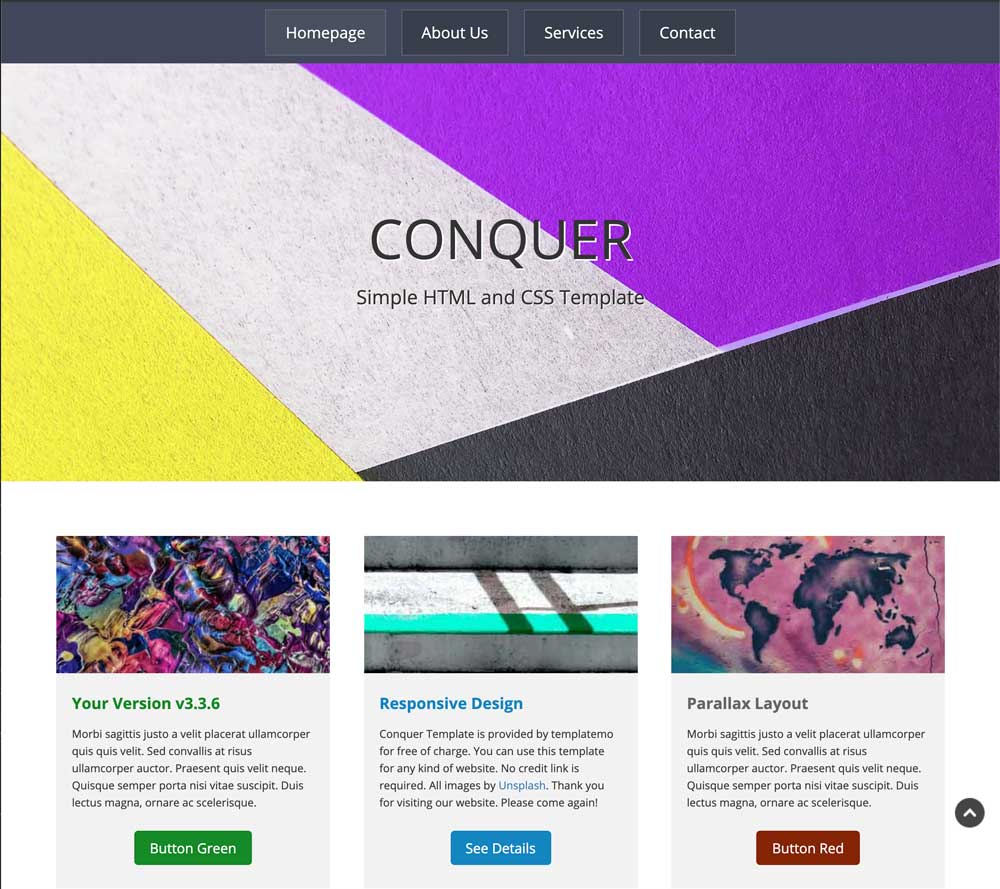 Homepage About Us Services Contact
CONQUER
Simple HTML and CSS Template
Your Version v3.3.6
Morbi sagittis justo a velit placerat ullamcorper
quis quis velit. Sed convallis at risus
ullamcorper auctor. Praesent quis velit neque.
Quisque semper porta nisi vitae suscipit. Duis
lectus magna, ornare ac scelerisque.
Button Green
Responsive Design
Conquer Template is provided by templatemo
for free of charge. You can use this template
for any kind of website. No credit link is
required. All images by Unsplash. Thank you
for visiting our website. Please come again!
See Details
Parallax Layout
Morbi sagittis justo a velit placerat ullamcorper
quis quis velit. Sed convallis at risus
ullamcorper auctor. Praesent quis velit neque.
Quisque semper porta nisi vitae suscipit. Duis
lectus magna, ornare ac scelerisque.
Button Red